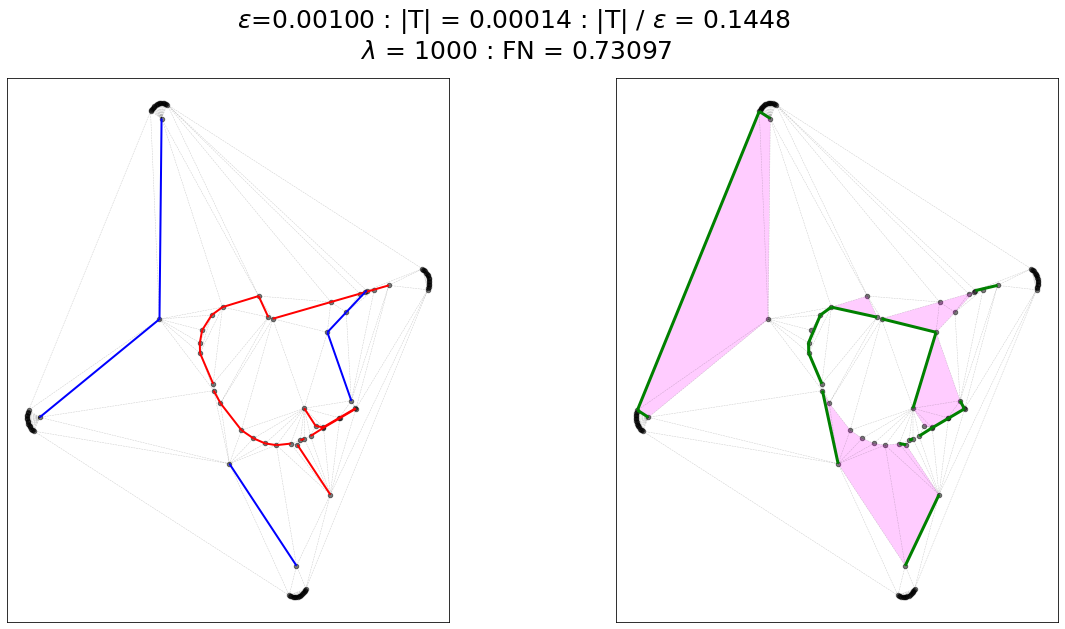 ε=0.00100 : |T| = 0.00014 : |T| / ε = 0.1448
λ = 1000 : FN = 0.73097